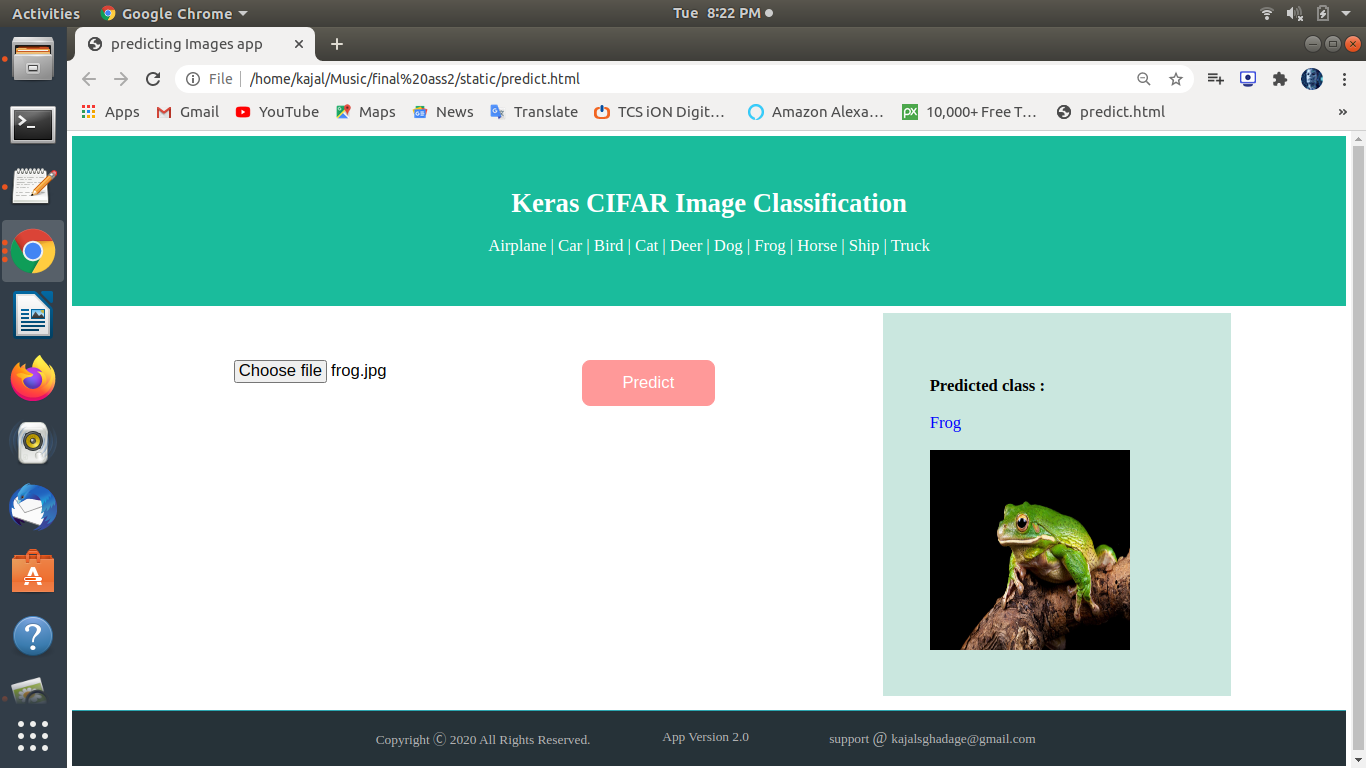 Activities Google Chrome Tue 8:22 PM
predicting Images app
File /home/kajal/Music/final%20ass2/static/predict.html
Apps Gmail YouTube Maps News Translate TCS iON Digit… Amazon Alexa… px 10,000+ Free T… predict.html »
Keras CIFAR Image Classification
Airplane | Car | Bird | Cat | Deer | Dog | Frog | Horse | Ship | Truck
Choose file frog.jpg
Predict
Predicted class :
Frog
Copyright Ⓒ 2020 All Rights Reserved. App Version 2.0 support @ kajalsghadage@gmail.com